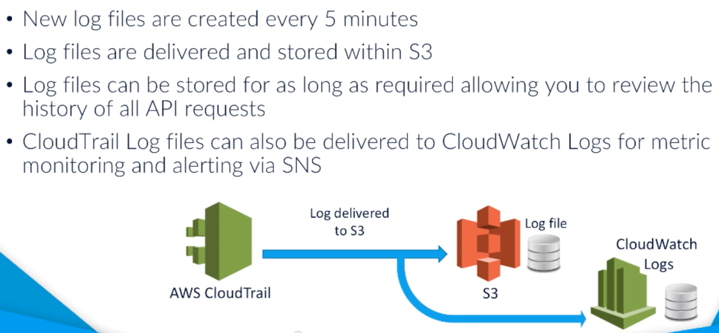 • New log files are created every 5 minutes
• Log files are delivered and stored within S3
• Log files can be stored for as long as required allowing you to review the
history of all API requests
• CloudTrail Log files can also be delivered to CloudWatch Logs for metric
monitoring and alerting via SNS
Log delivered
to S3
Log file
CloudWatch
Logs
AWS CloudTrail
S3